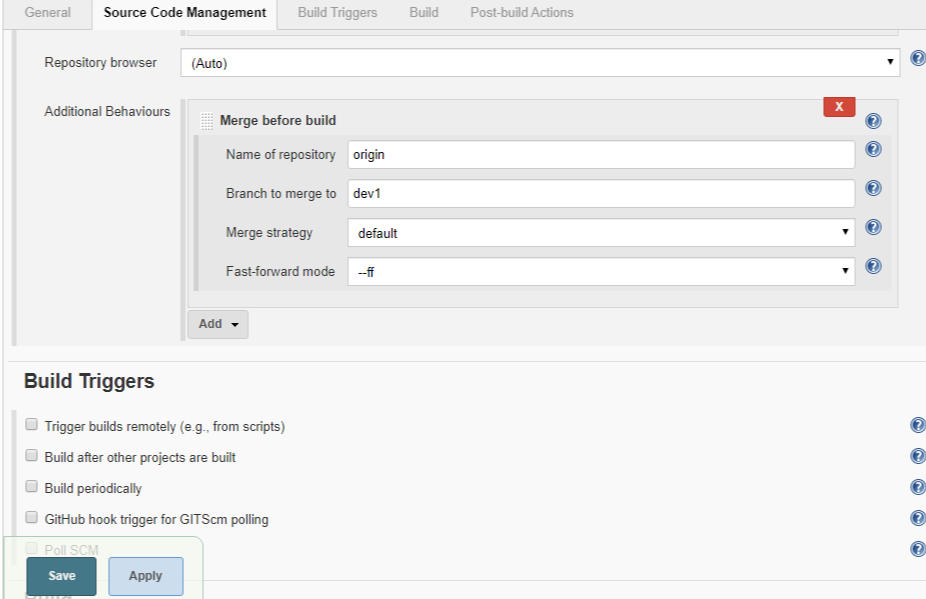 General Source Code Management Build Triggers Build Post-build Actions
Repository browser (Auto)
Additional Behaviours
X
Merge before build
Name of repository origin
Branch to merge to dev1
Merge strategy default
Fast-forward mode --ff
Add
Build Triggers
Trigger builds remotely (e.g., from scripts)
Build after other projects are built
Build periodically
GitHub hook trigger for GITScm polling
Poll SCM
Save Apply